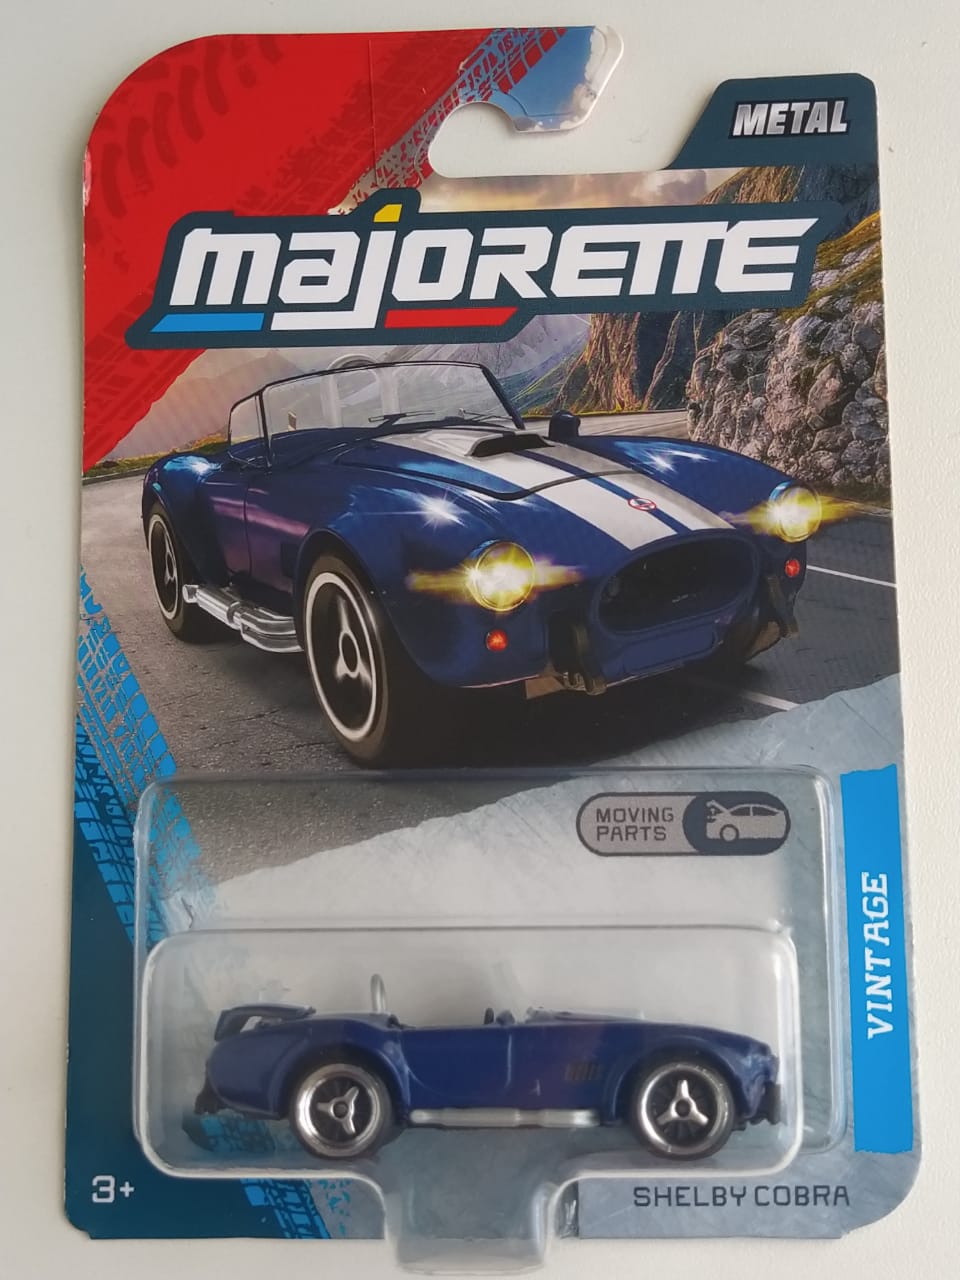 METAL
majorette
MOVING
PARTS
VINTAGE
3+
SHELBY COBRA